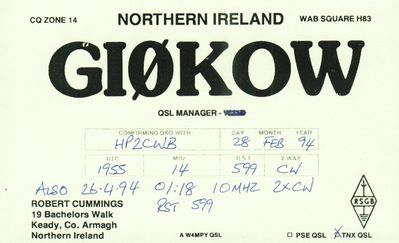 CQ ZONE 14 NORTHERN IRELAND WAB SQUARE H83
GIØKOW
QSL MANAGER -
CONFIRMING QSO WITH DAY MONTH YEAR
HP2CWB 28 FEB 94
UTC MHz RST 2-WAY
1955 14 599 CW
ALSO 26.4.94 01:18 10MHZ 2XCW
RST 599
ROBERT CUMMINGS
19 Bachelors Walk
Keady, Co. Armagh
Northern Ireland
RSGB
A W4MPY QSL PSE QSL TNX QSL